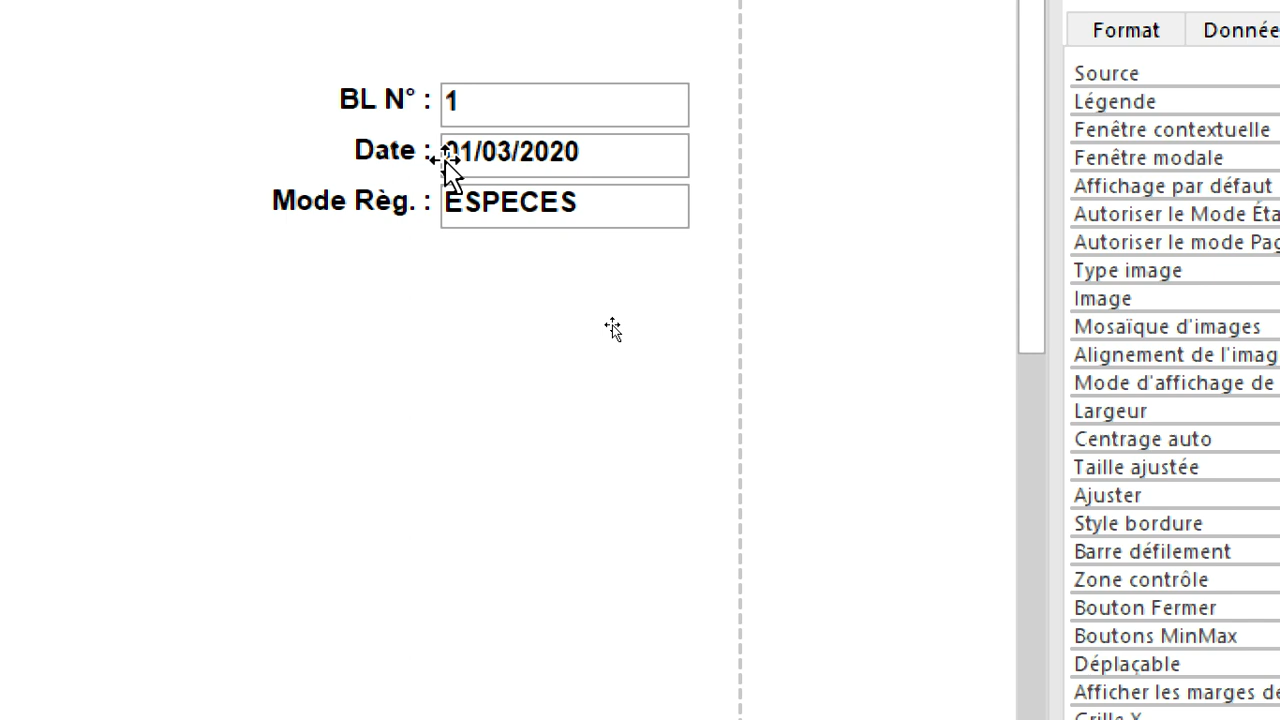 BL N° : 1
Date : 01/03/2020
Mode Règ. : ESPECES
Format Donnée
Source
Légende
Fenêtre contextuelle
Fenêtre modale
Affichage par défaut
Autoriser le Mode Éta
Autoriser le mode Pag
Type image
Image
Mosaïque d'images
Alignement de l'imag
Mode d'affichage de
Largeur
Centrage auto
Taille ajustée
Ajuster
Style bordure
Barre défilement
Zone contrôle
Bouton Fermer
Boutons MinMax
Déplaçable
Afficher les marges de
Grille X